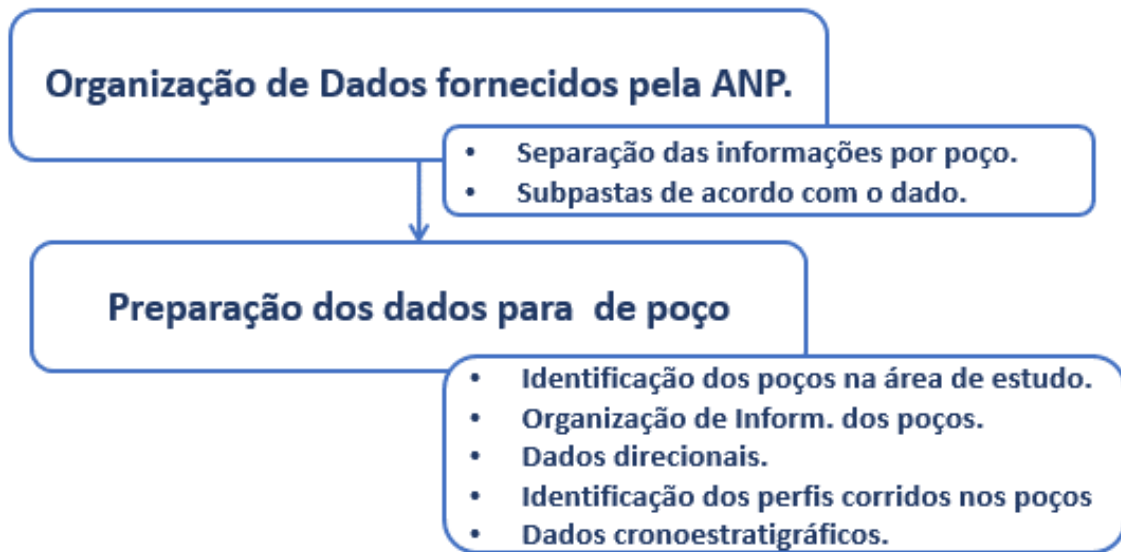 Organização de Dados fornecidos pela ANP.
• Separação das informações por poço.
• Subpastas de acordo com o dado.
Preparação dos dados para de poço
• Identificação dos poços na área de estudo.
• Organização de Inform. dos poços.
• Dados direcionais.
• Identificação dos perfis corridos nos poços
• Dados cronoestratigráficos.